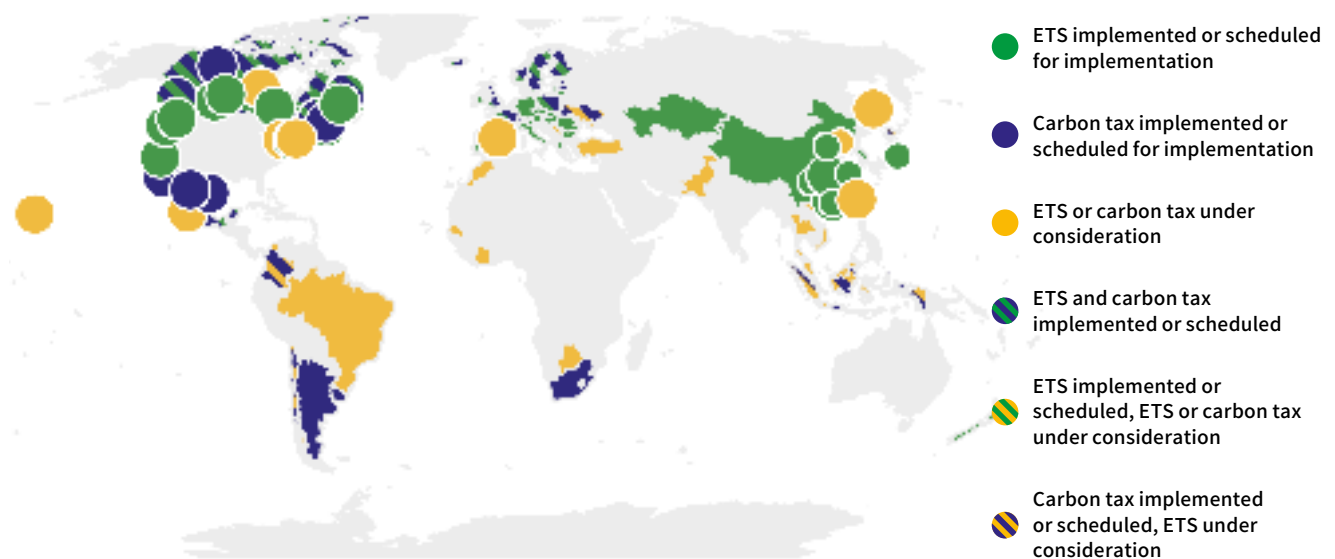 ETS implemented or scheduled
for implementation
Carbon tax implemented or
scheduled for implementation
ETS or carbon tax under
consideration
ETS and carbon tax
implemented or scheduled
ETS implemented or
scheduled, ETS or carbon tax
under consideration
Carbon tax implemented
or scheduled, ETS under
consideration